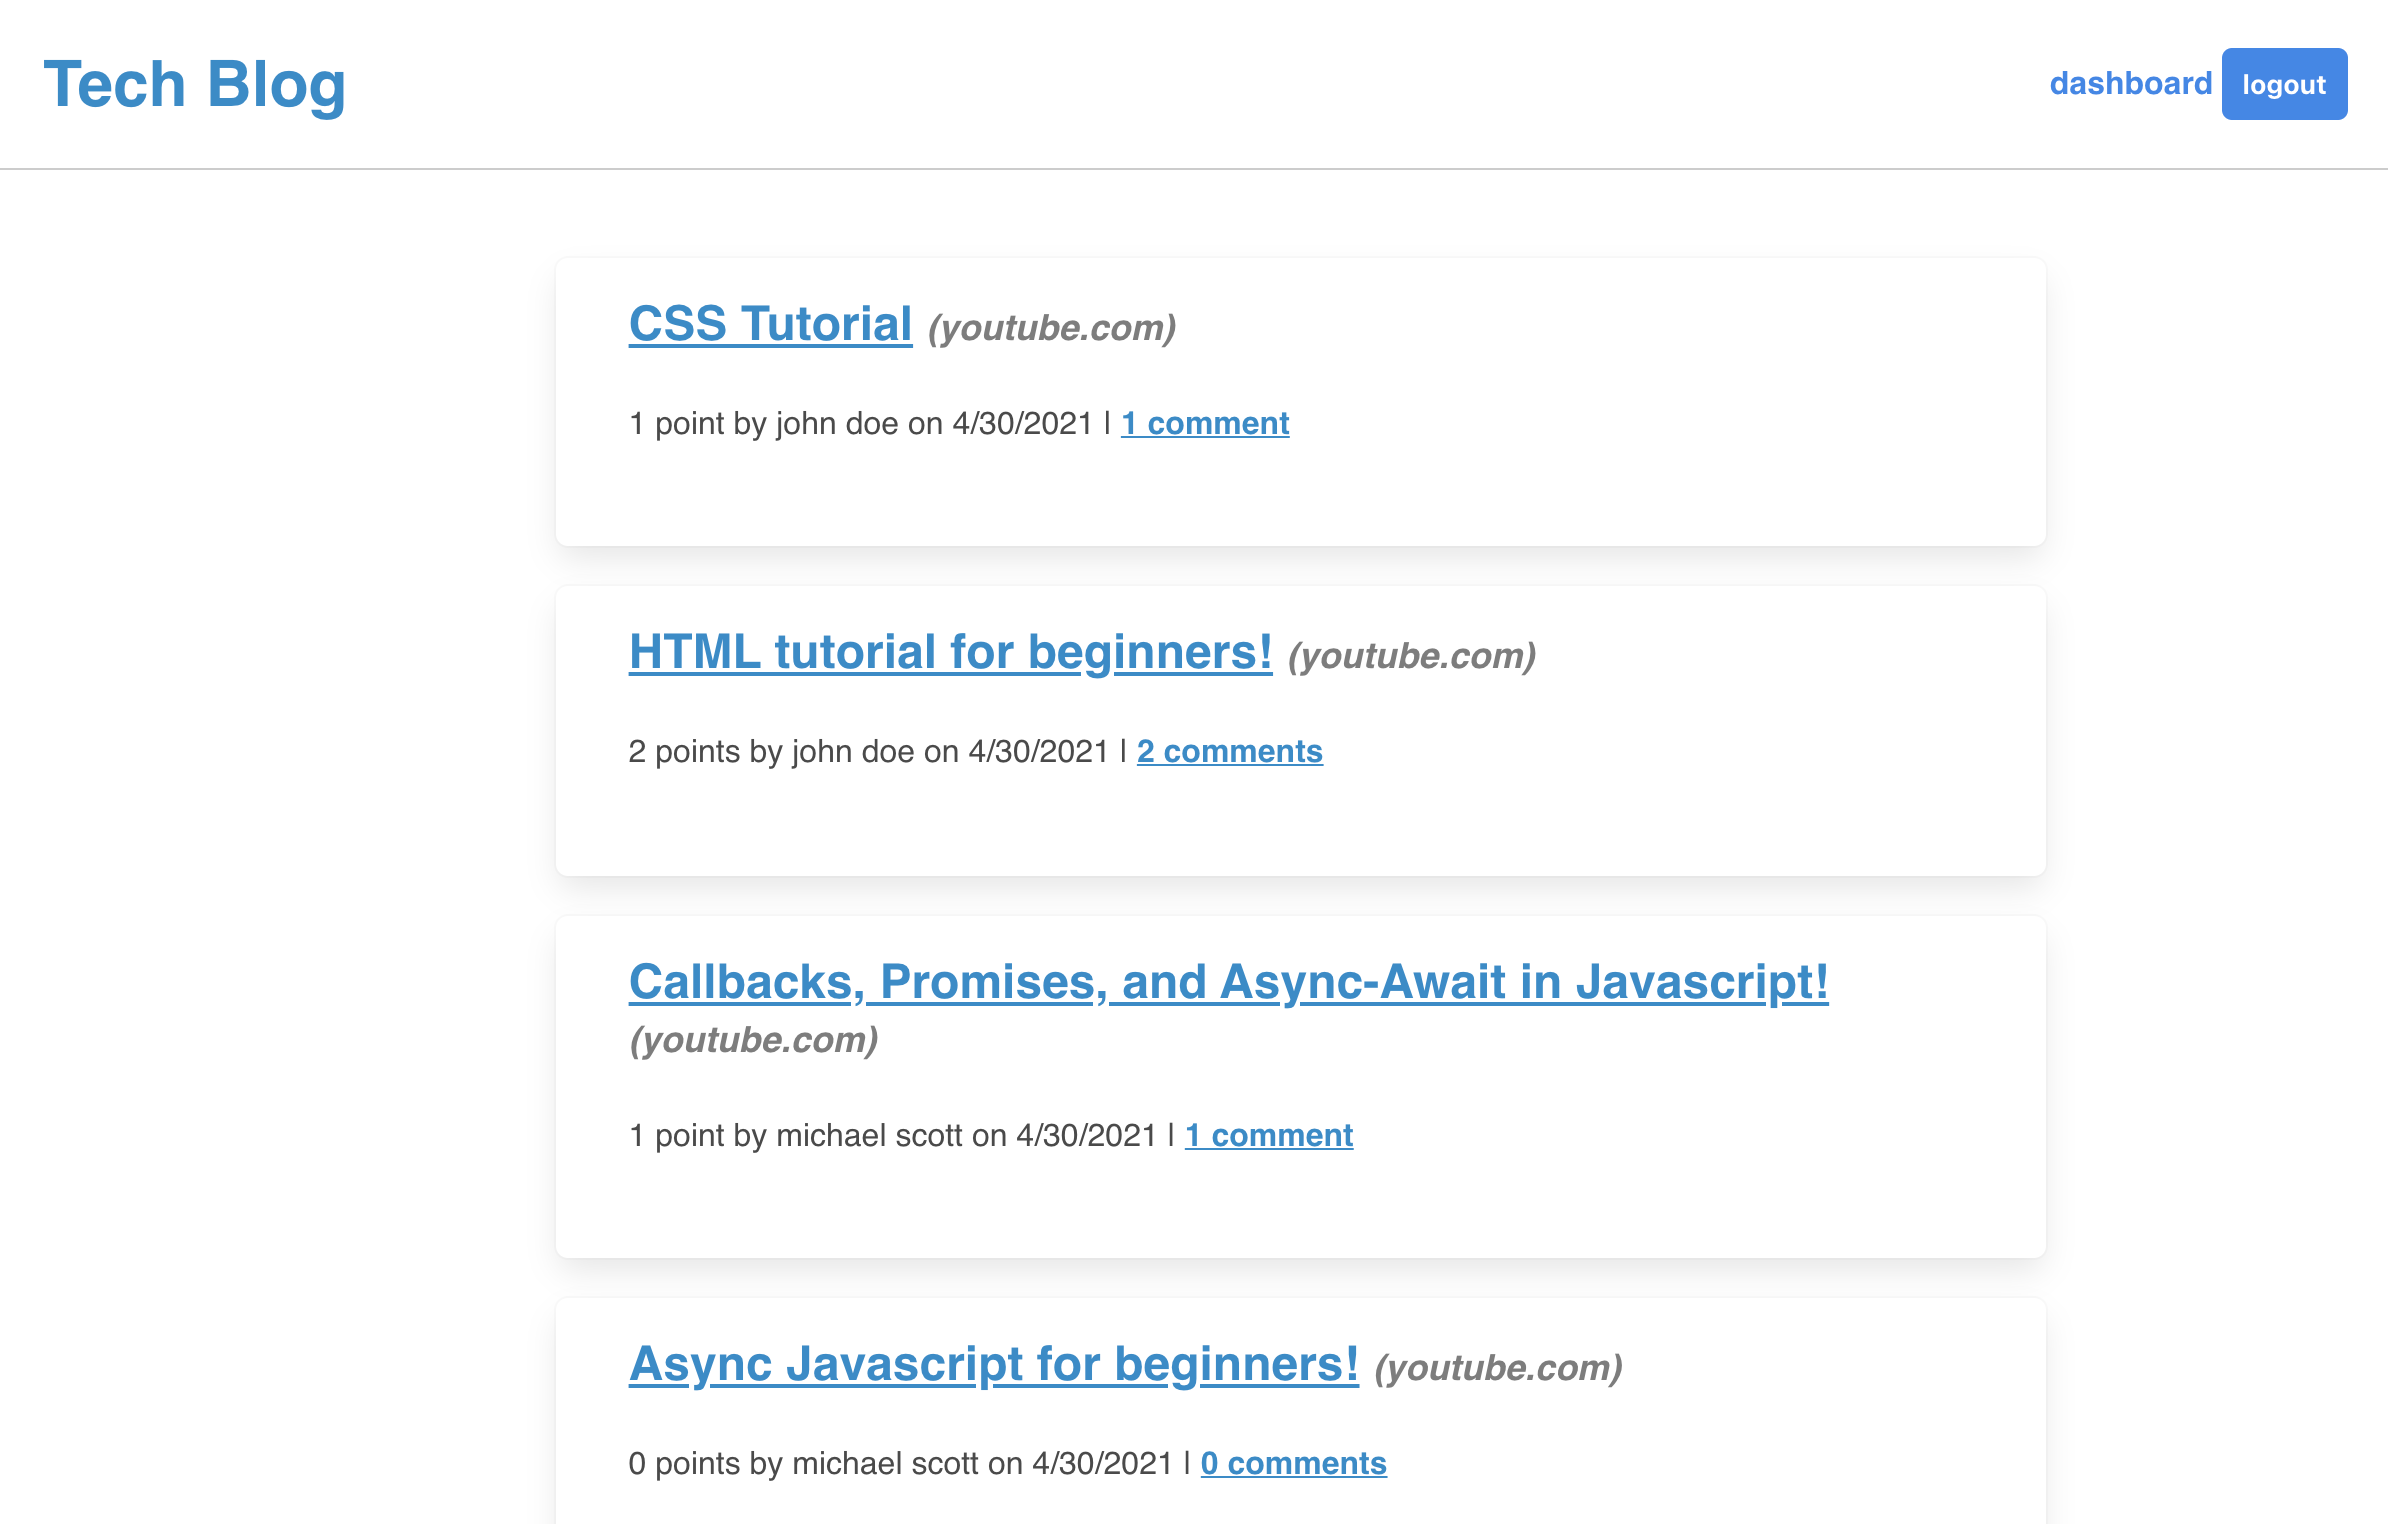 Tech Blog
dashboard logout
CSS Tutorial (youtube.com)
1 point by john doe on 4/30/2021 | 1 comment
HTML tutorial for beginners! (youtube.com)
2 points by john doe on 4/30/2021 | 2 comments
Callbacks, Promises, and Async-Await in Javascript!
(youtube.com)
1 point by michael scott on 4/30/2021 | 1 comment
Async Javascript for beginners! (youtube.com)
0 points by michael scott on 4/30/2021 | 0 comments